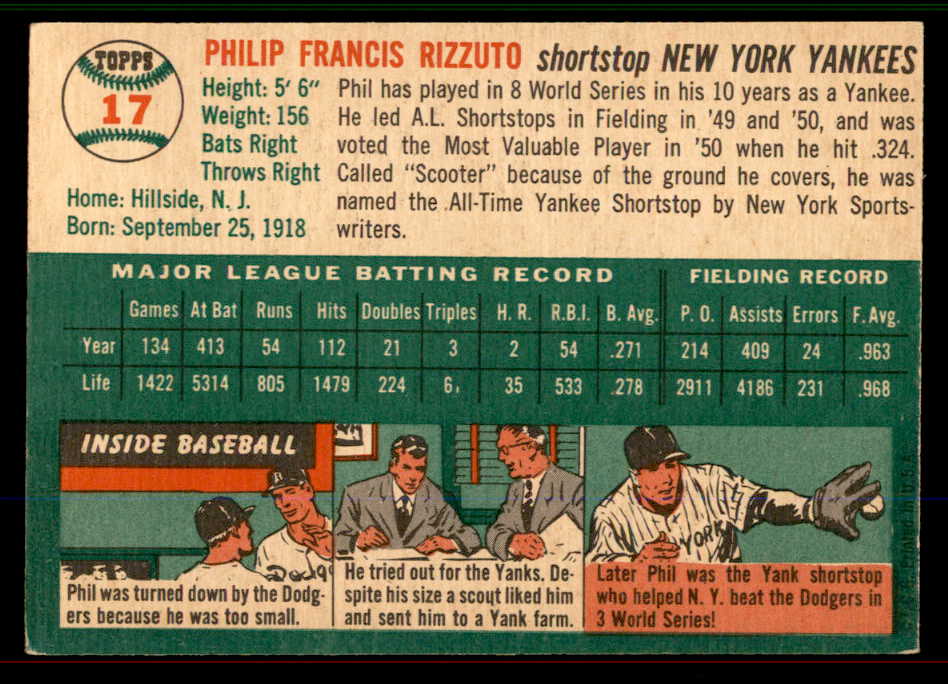 TOPPS
17
PHILIP FRANCIS RIZZUTO shortstop NEW YORK YANKEES
Height: 5' 6"
Weight: 156
Bats Right
Throws Right
Home: Hillside, N. J.
Born: September 25, 1918
Phil has played in 8 World Series in his 10 years as a Yankee.
He led A.L. Shortstops in Fielding in '49 and '50, and was
voted the Most Valuable Player in '50 when he hit .324.
Called "Scooter" because of the ground he covers, he was
named the All-Time Yankee Shortstop by New York Sports-
writers.
MAJOR LEAGUE BATTING RECORD FIELDING RECORD
Games At Bat Runs Hits Doubles Triples H. R. R.B.I. B. Avg. P. O. Assists Errors F. Avg.
Year 134 413 54 112 21 3 2 54 .271 214 409 24 .963
Life 1422 5314 805 1479 224 35 533 .278 2911 4186 231 .968
INSIDE BASEBALL
Dodg
YORK
Phil was turned down by the Dodg-
ers because he was too small.
He tried out for the Yanks. De-
spite his size a scout liked him
and sent him to a Yank farm.
Later Phil was the Yank shortstop
who helped N. Y. beat the Dodgers in
3 World Series!